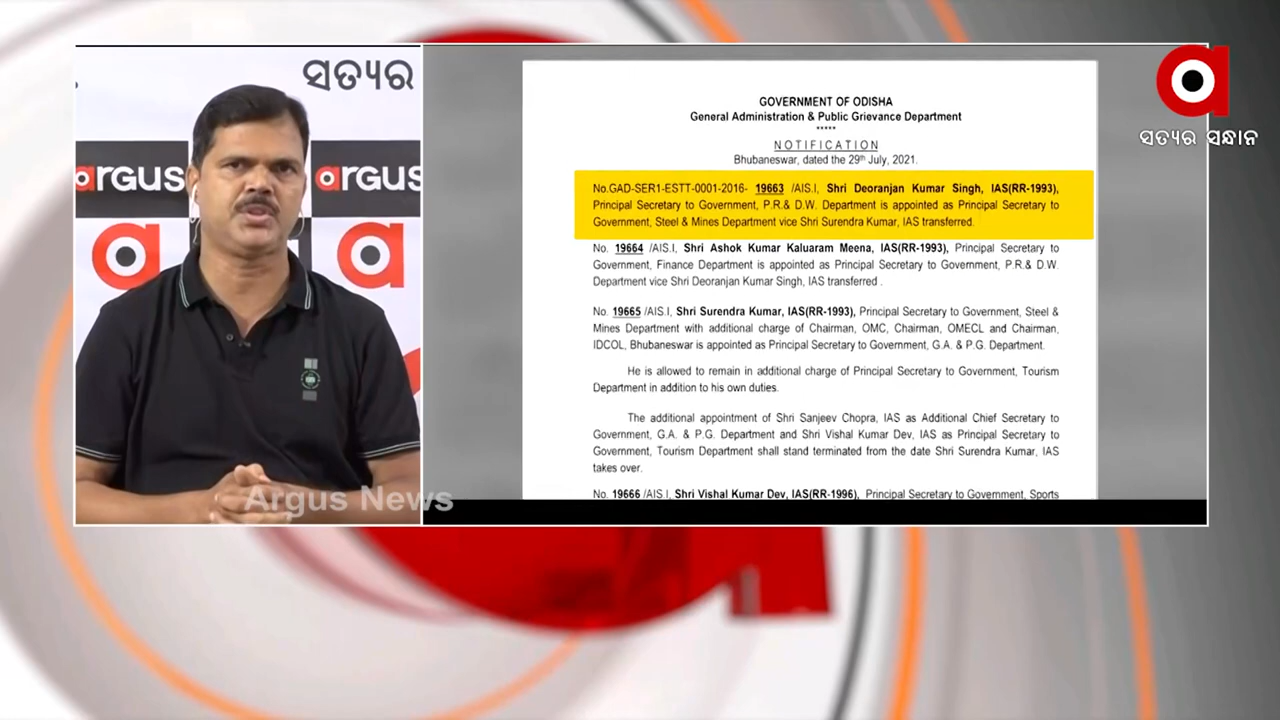 ସତ୍ୟର
argus
argus
Argus News
GOVERNMENT OF ODISHA
General Administration & Public Grievance Department
*****
NOTIFICATION
Bhubaneswar, dated the 29th July, 2021.
No.GAD-SER1-ESTT-0001-2016- 19663 /AIS.I, Shri Deoranjan Kumar Singh, IAS(RR-1993),
Principal Secretary to Government, P.R.& D.W. Department is appointed as Principal Secretary to
Government, Steel & Mines Department vice Shri Surendra Kumar, IAS transferred.
No. 19664 /AIS.I, Shri Ashok Kumar Kaluaram Meena, IAS(RR-1993), Principal Secretary to
Government, Finance Department is appointed as Principal Secretary to Government, P.R.& D.W.
Department vice Shri Deoranjan Kumar Singh, IAS transferred .
No. 19665 /AIS.I, Shri Surendra Kumar, IAS(RR-1993), Principal Secretary to Government, Steel &
Mines Department with additional charge of Chairman, OMC, Chairman, OMECL and Chairman,
IDCOL, Bhubaneswar is appointed as Principal Secretary to Government, G.A. & P.G. Department.
He is allowed to remain in additional charge of Principal Secretary to Government, Tourism
Department in addition to his own duties.
The additional appointment of Shri Sanjeev Chopra, IAS as Additional Chief Secretary to
Government, G.A. & P.G. Department and Shri Vishal Kumar Dev, IAS as Principal Secretary to
Government, Tourism Department shall stand terminated from the date Shri Surendra Kumar, IAS
takes over.
No. 19666 /AIS.I, Shri Vishal Kumar Dev, IAS(RR-1996), Principal Secretary to Government, Sports
a
ସତ୍ୟର ସନ୍ଧାନ